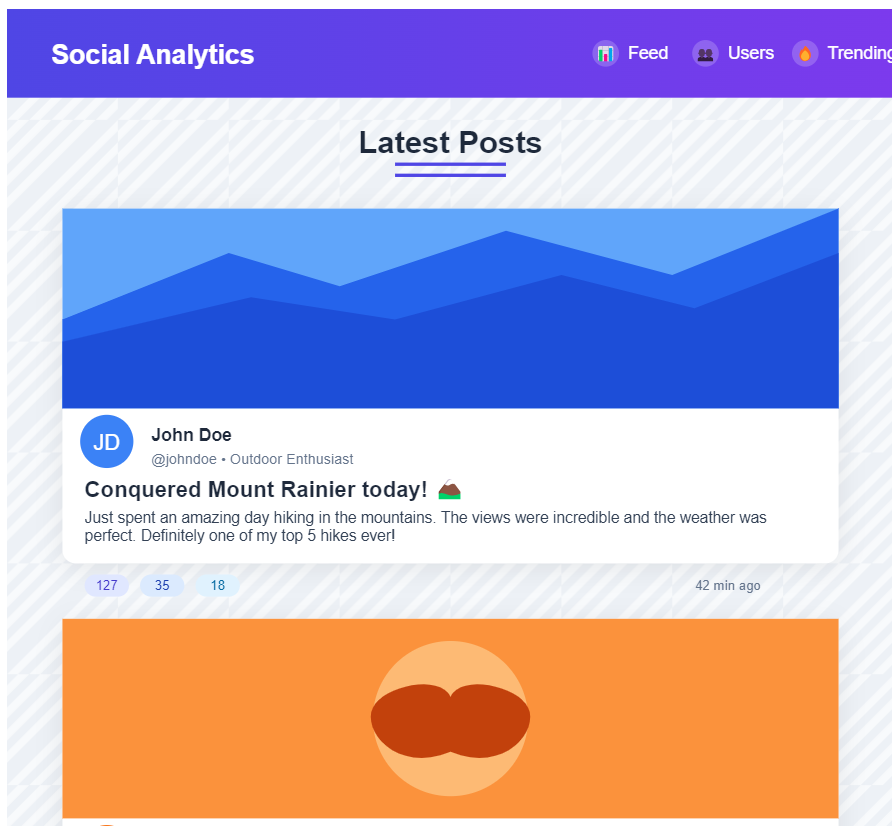 Social Analytics
📊 Feed 👥 Users 🔥 Trending
Latest Posts
JD
John Doe
@johndoe • Outdoor Enthusiast
Conquered Mount Rainier today! 🏔️
Just spent an amazing day hiking in the mountains. The views were incredible and the weather was
perfect. Definitely one of my top 5 hikes ever!
127 35 18 42 min ago